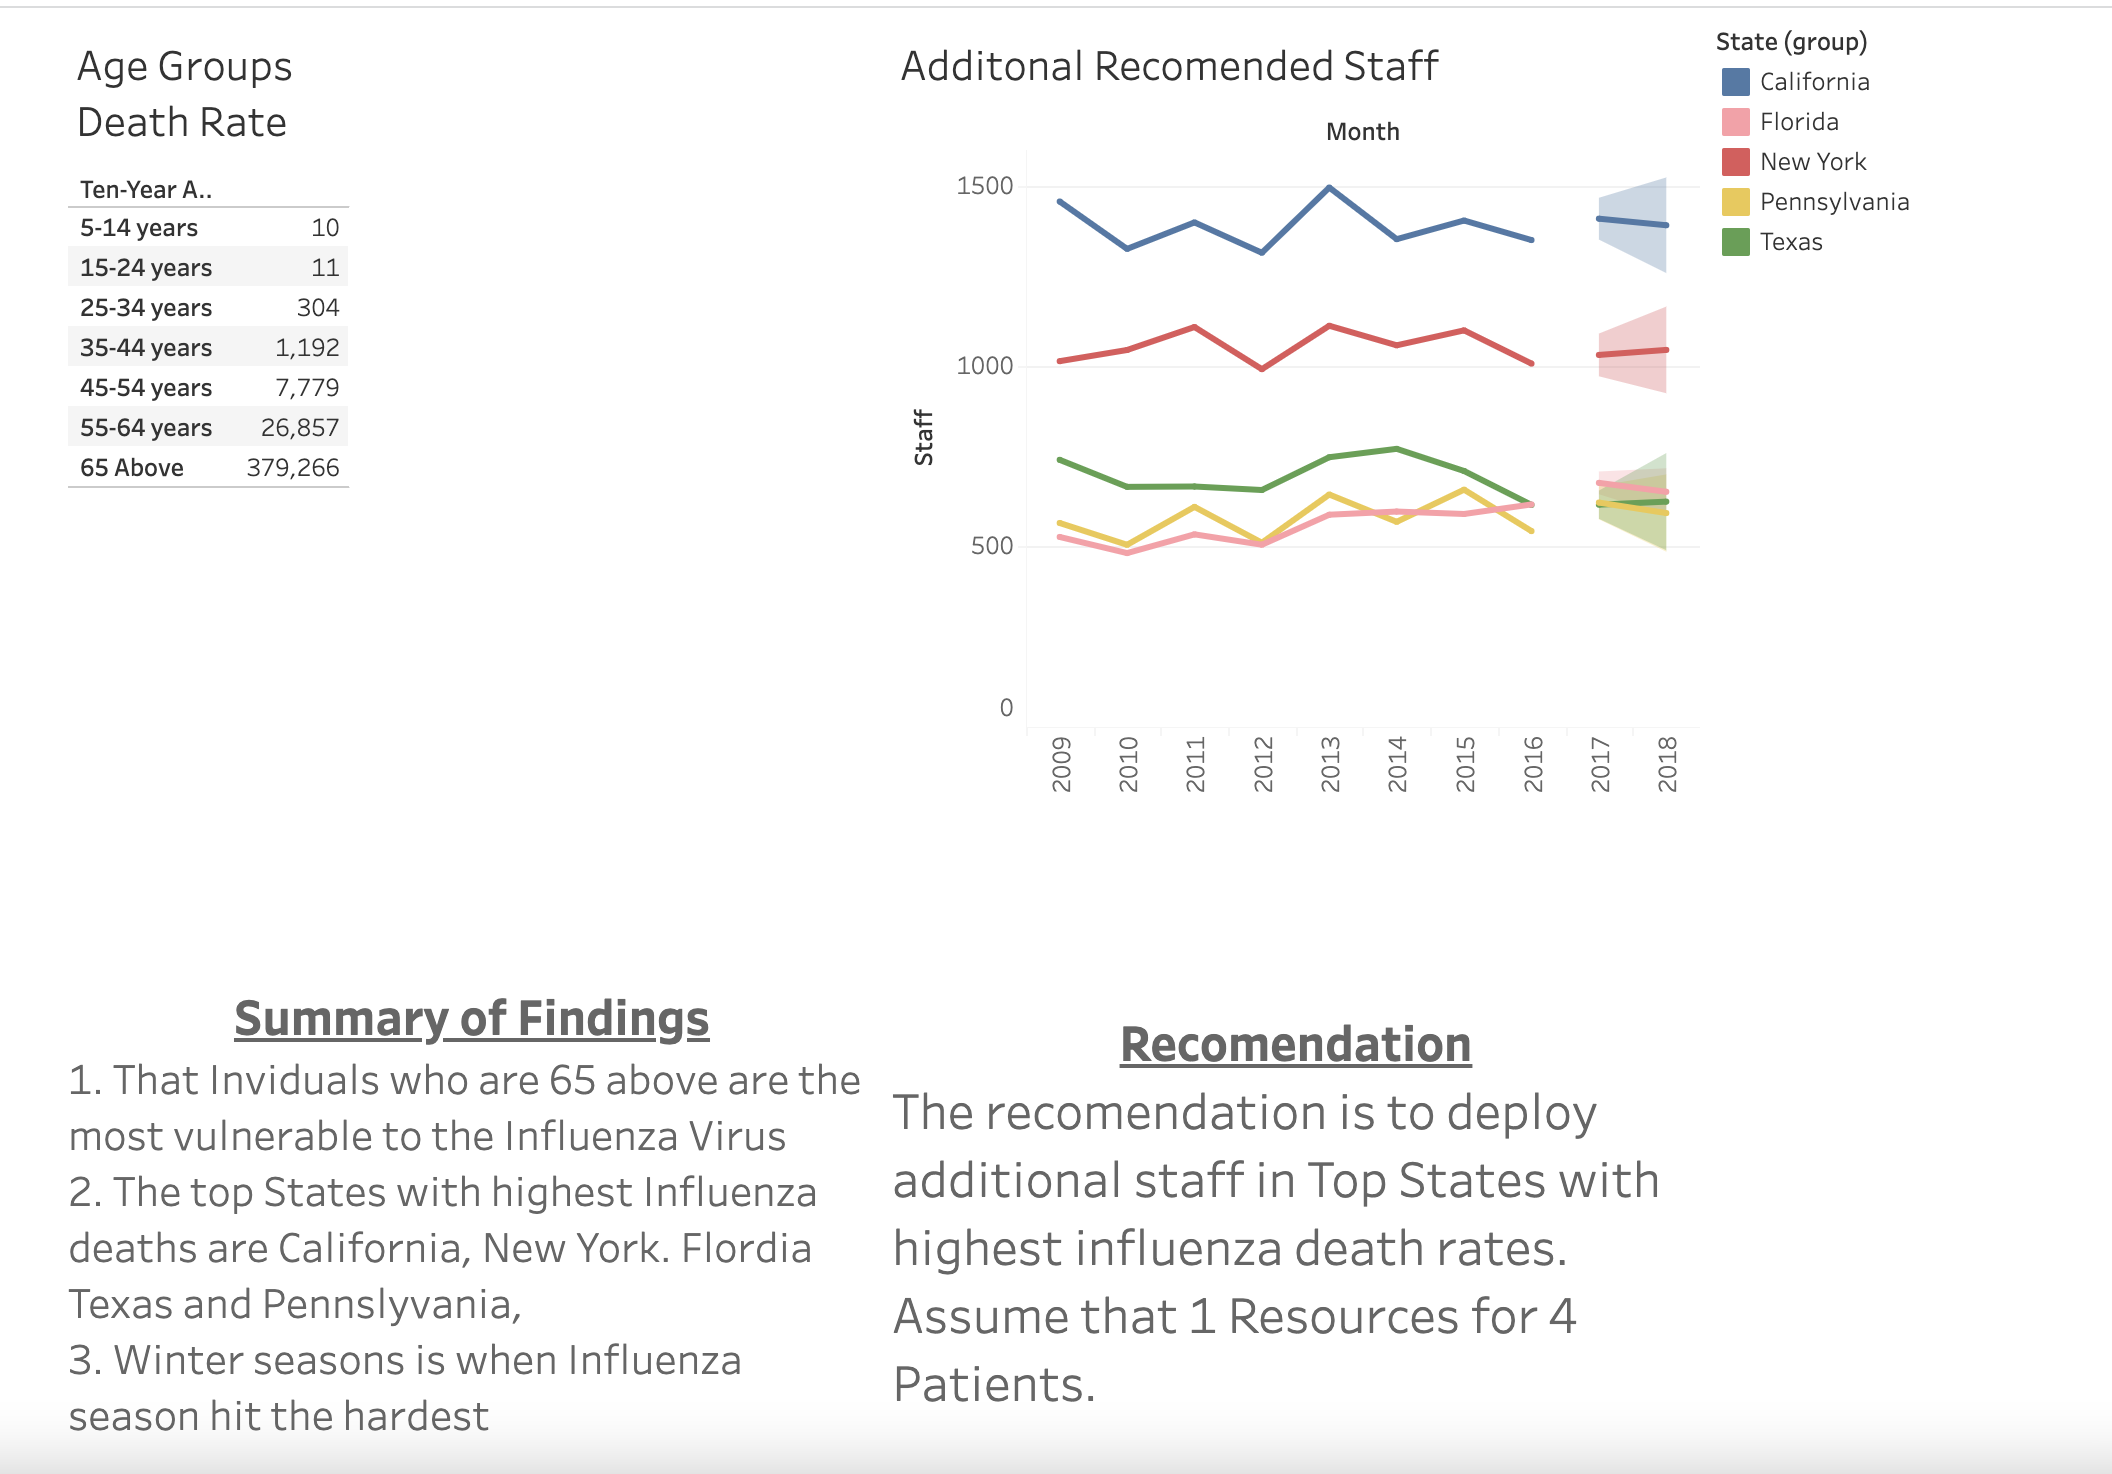 Age Groups
Death Rate
Ten-Year A..
5-14 years 10
15-24 years 11
25-34 years 304
35-44 years 1,192
45-54 years 7,779
55-64 years 26,857
65 Above 379,266
Additonal Recomended Staff
Month
Staff
1500
1000
500
0
2009 2010 2011 2012 2013 2014 2015 2016 2017 2018
State (group)
California
Florida
New York
Pennsylvania
Texas
Summary of Findings
1. That Inviduals who are 65 above are the
most vulnerable to the Influenza Virus
2. The top States with highest Influenza
deaths are California, New York. Flordia
Texas and Pennslyvania,
3. Winter seasons is when Influenza
season hit the hardest
Recomendation
The recomendation is to deploy
additional staff in Top States with
highest influenza death rates.
Assume that 1 Resources for 4
Patients.